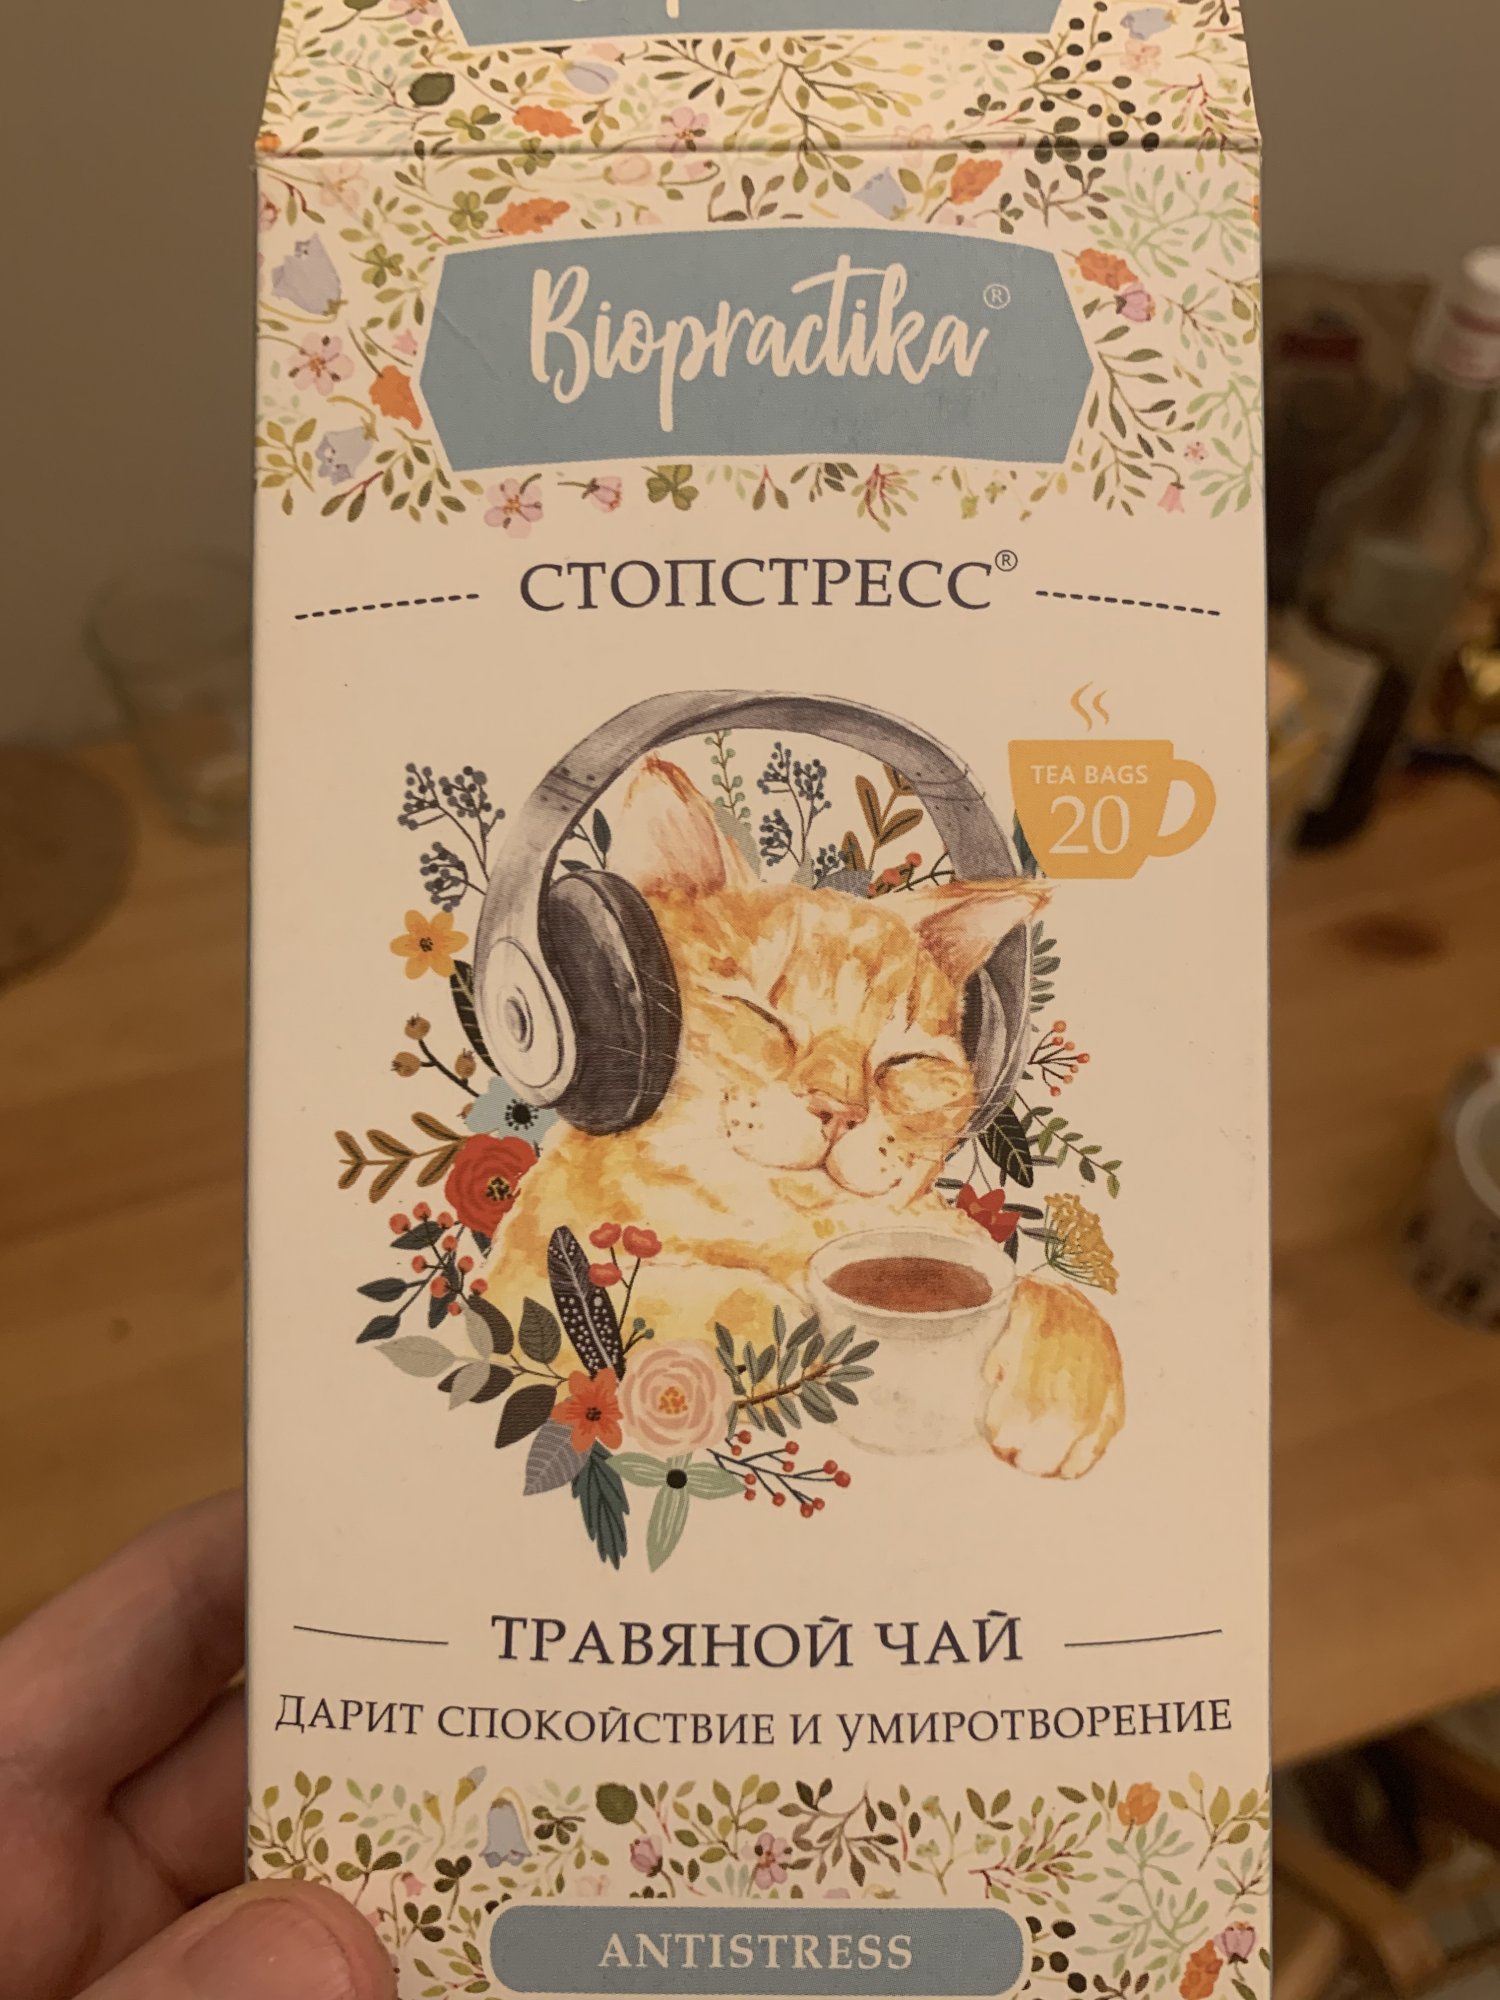 Biopractika®
СТОПСТРЕСС®
TEA BAGS
20
ТРАВЯНОЙ ЧАЙ
ДАРИТ СПОКОЙСТВИЕ И УМИРОТВОРЕНИЕ
ANTISTRESS